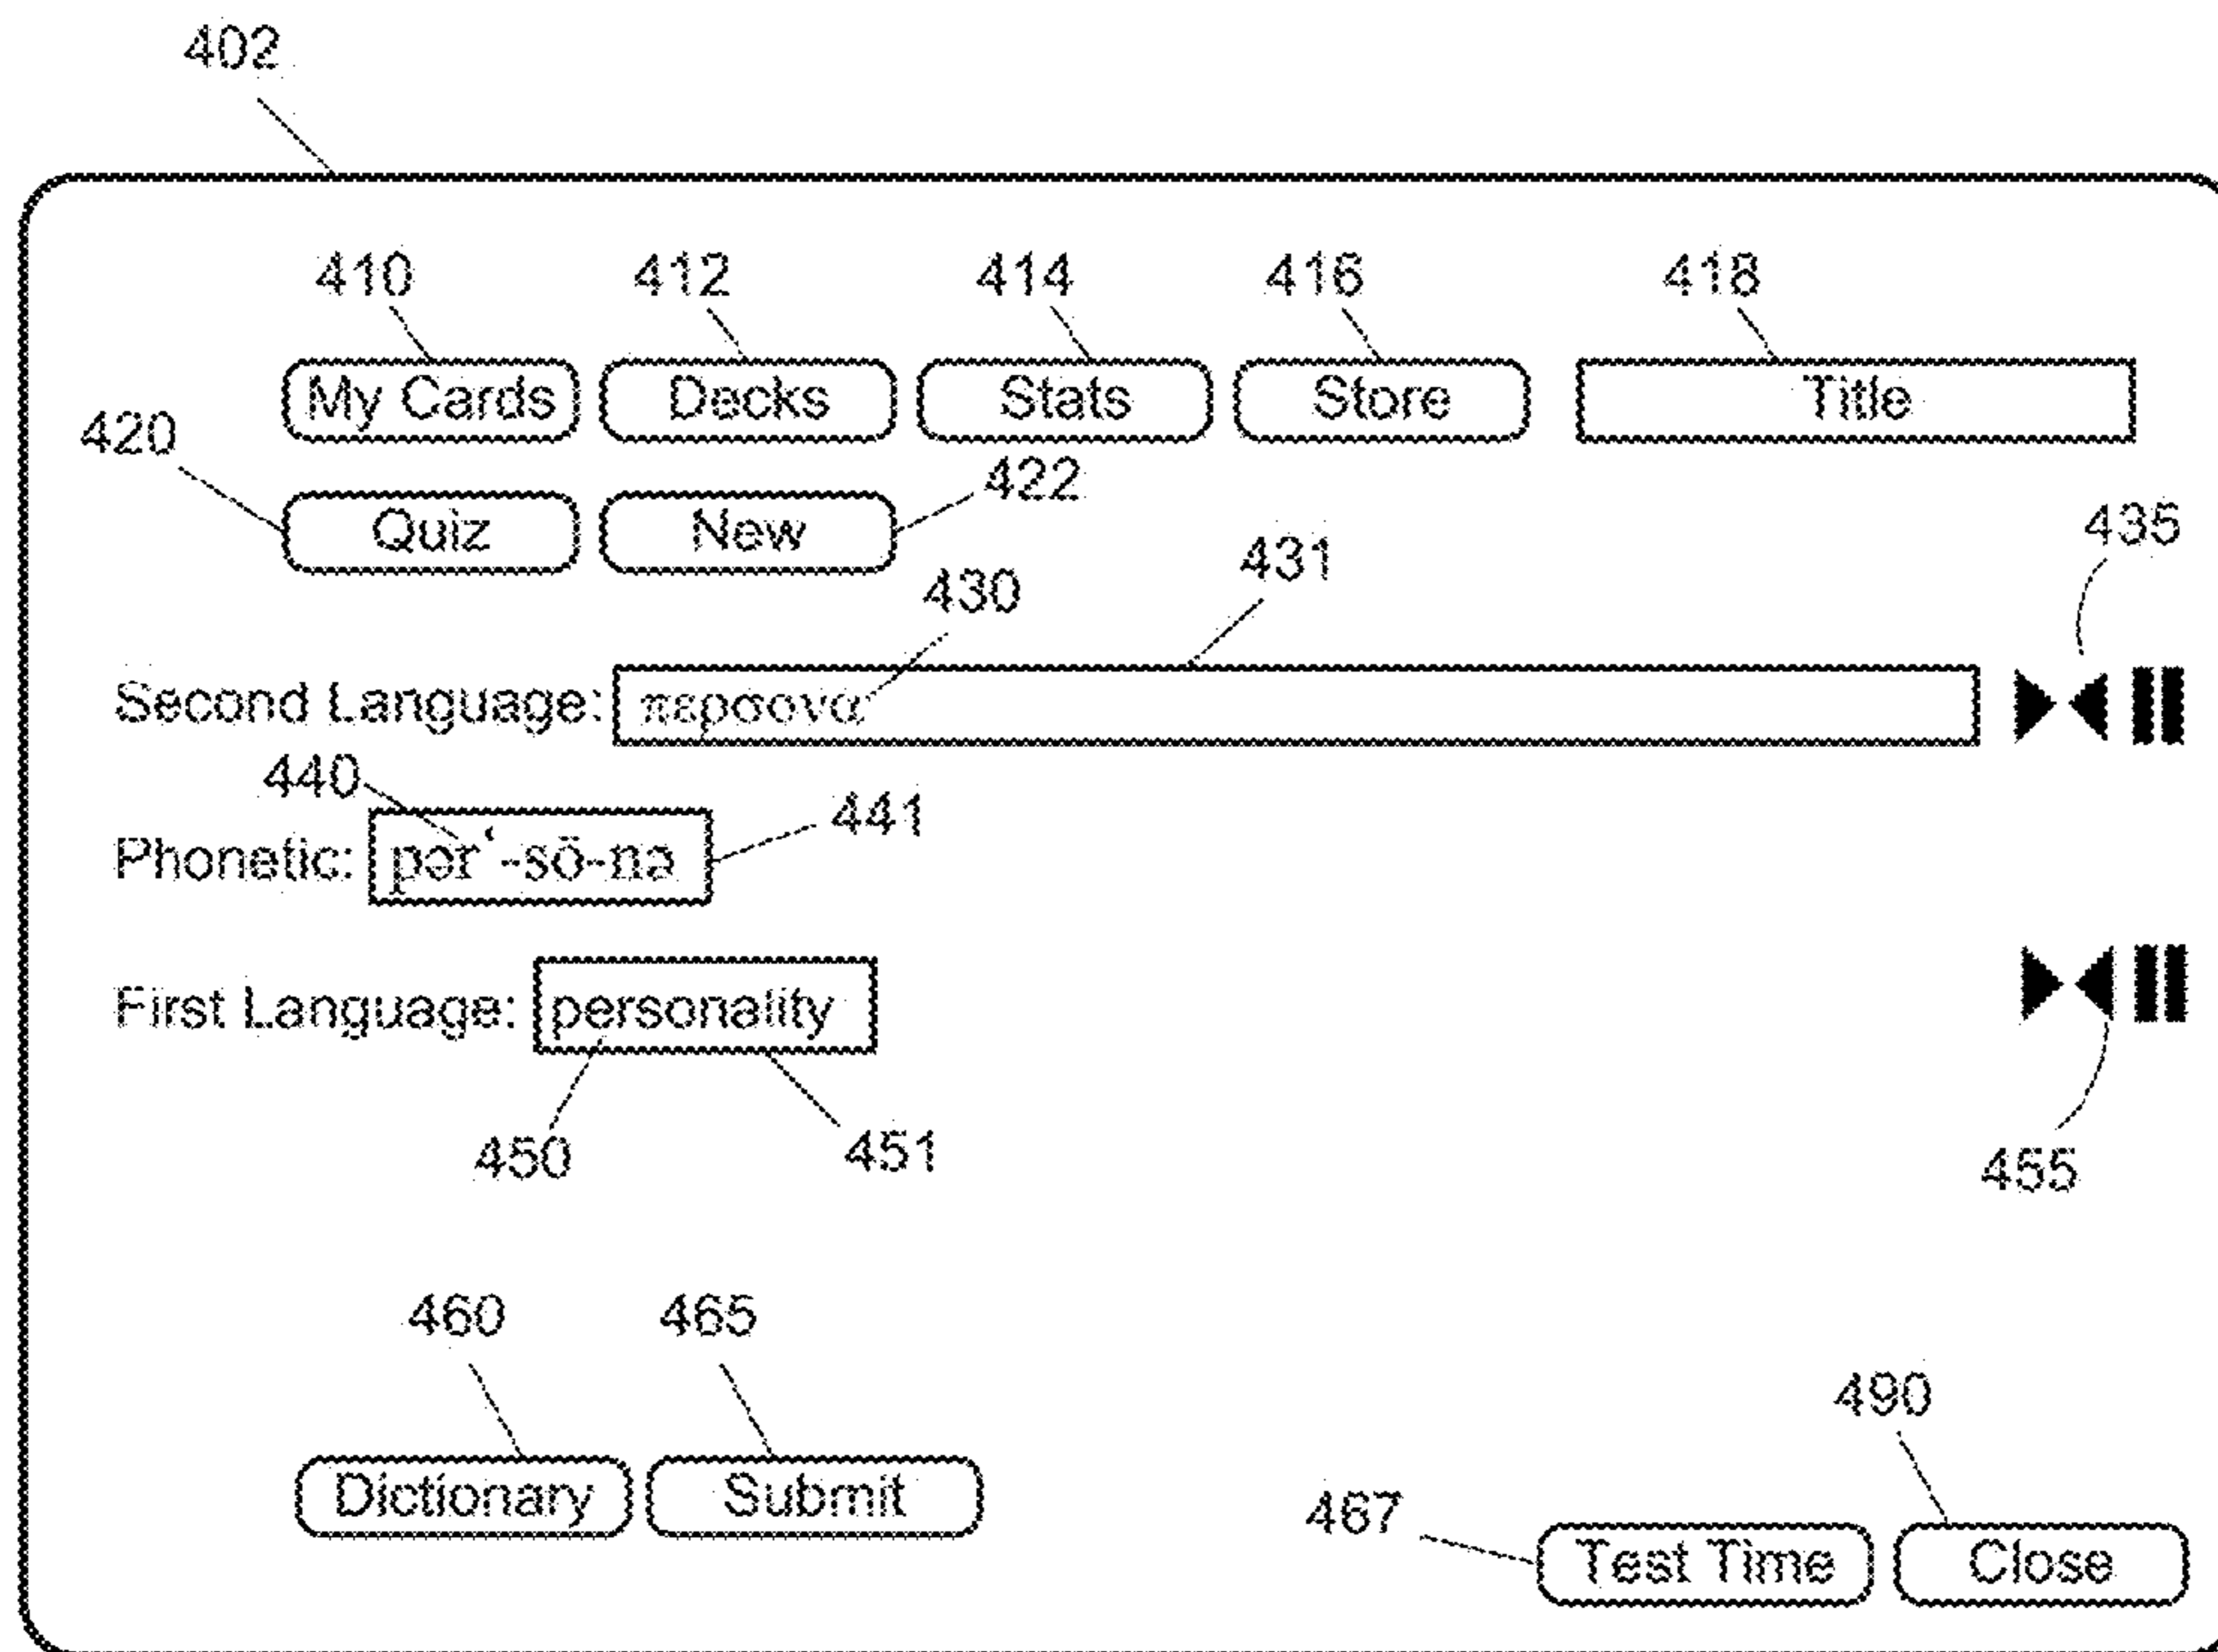 402
410 412 414 416 418
My Cards Decks Stats Store Title
420
Quiz New 422
435
430 431
Second Language: περσονα
440
Phonetic: pər‘-sō-nə 441
First Language: personality
450 451 455
460 465
490
Dictionary Submit
467 Test Time Close